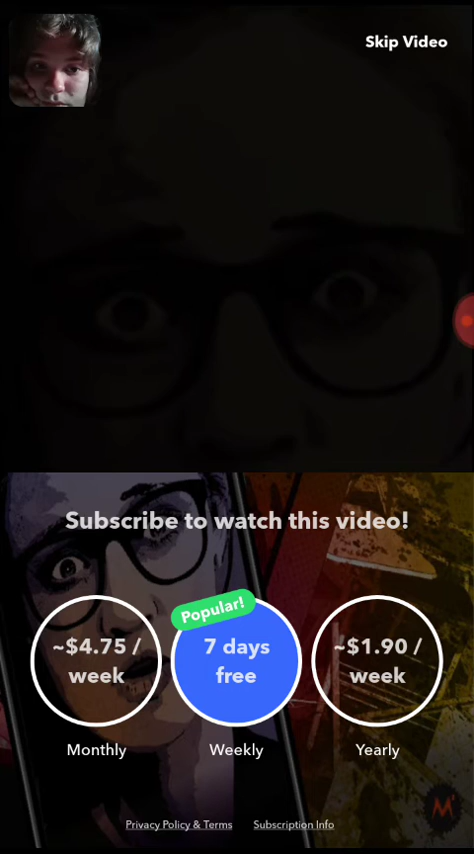 Skip Video
Subscribe to watch this video!
Popular!
~$4.75 /
week
7 days
free
~$1.90 /
week
Monthly
Weekly
Yearly
Privacy Policy & Terms
Subscription Info
M